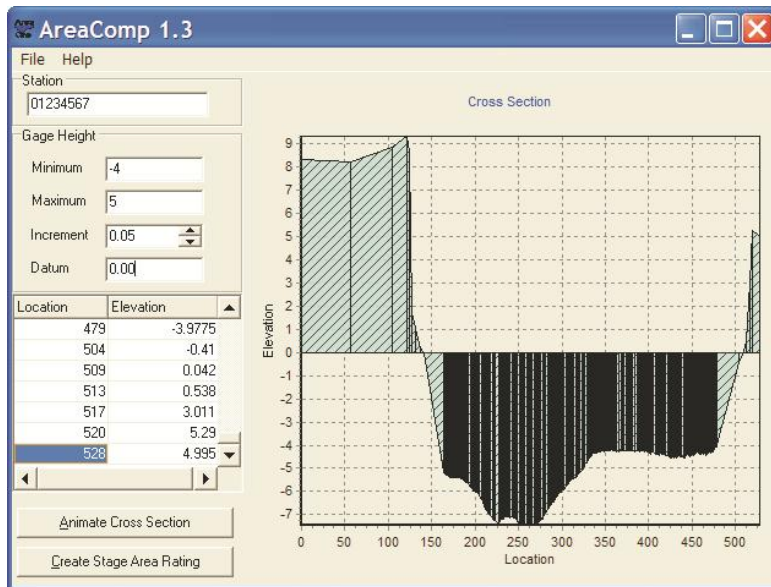 AreaComp 1.3
File Help
Station
01234567
Gage Height
Minimum -4
Maximum 5
Increment 0.05
Datum 0.00
Location Elevation
479 -3.9775
504 -0.41
509 0.042
513 0.538
517 3.011
520 5.29
528 4.995
Animate Cross Section
Create Stage Area Rating
Cross Section
Elevation
9
8
7
6
5
4
3
2
1
0
-1
-2
-3
-4
-5
-6
-7
0 50 100 150 200 250 300 350 400 450 500
Location